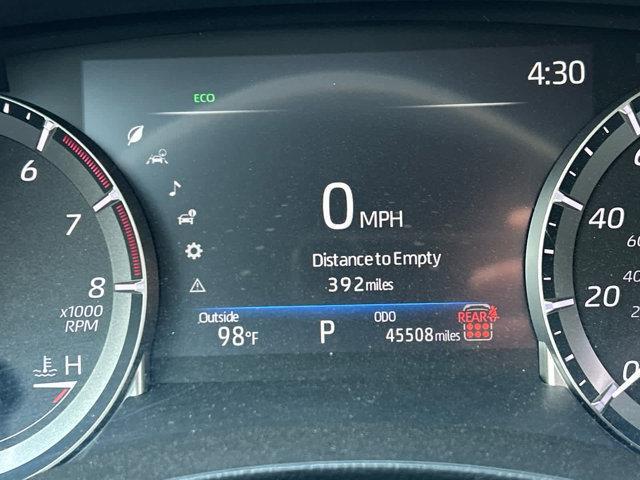 4:30
ECO
6
7
8
x1000
RPM
H
0 MPH
Distance to Empty
392 miles
Outside
98°F
P
ODO
45508 miles
REAR
40
20
0